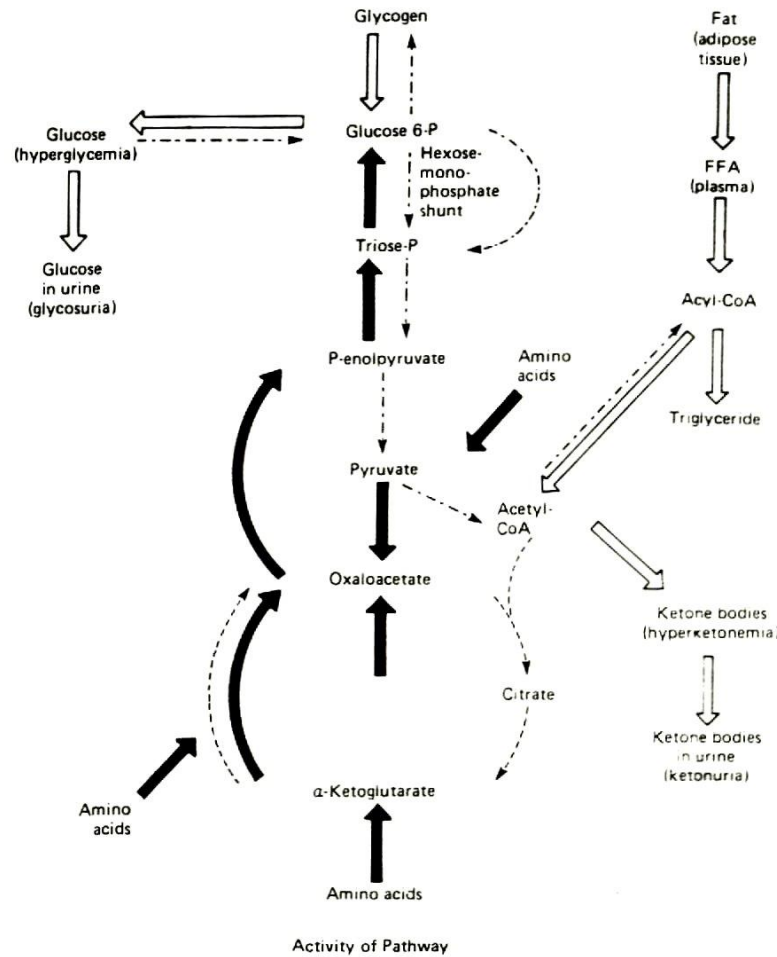 Glycogen
Fat
(adipose
tissue)
Glucose
(hyperglycemia)
Glucose 6-P
Hexose-
mono-
phosphate
shunt
FFA
(plasma)
Triose-P
Glucose
in urine
(glycosuria)
Acyl-CoA
P-enolpyruvate
Amino
acids
Triglyceride
Pyruvate
Acetyl-
CoA
Oxaloacetate
Ketone bodies
(hyperketonemia)
Citrate
Ketone bodies
in urine
(ketonuria)
α-Ketoglutarate
Amino
acids
Amino acids
Activity of Pathway